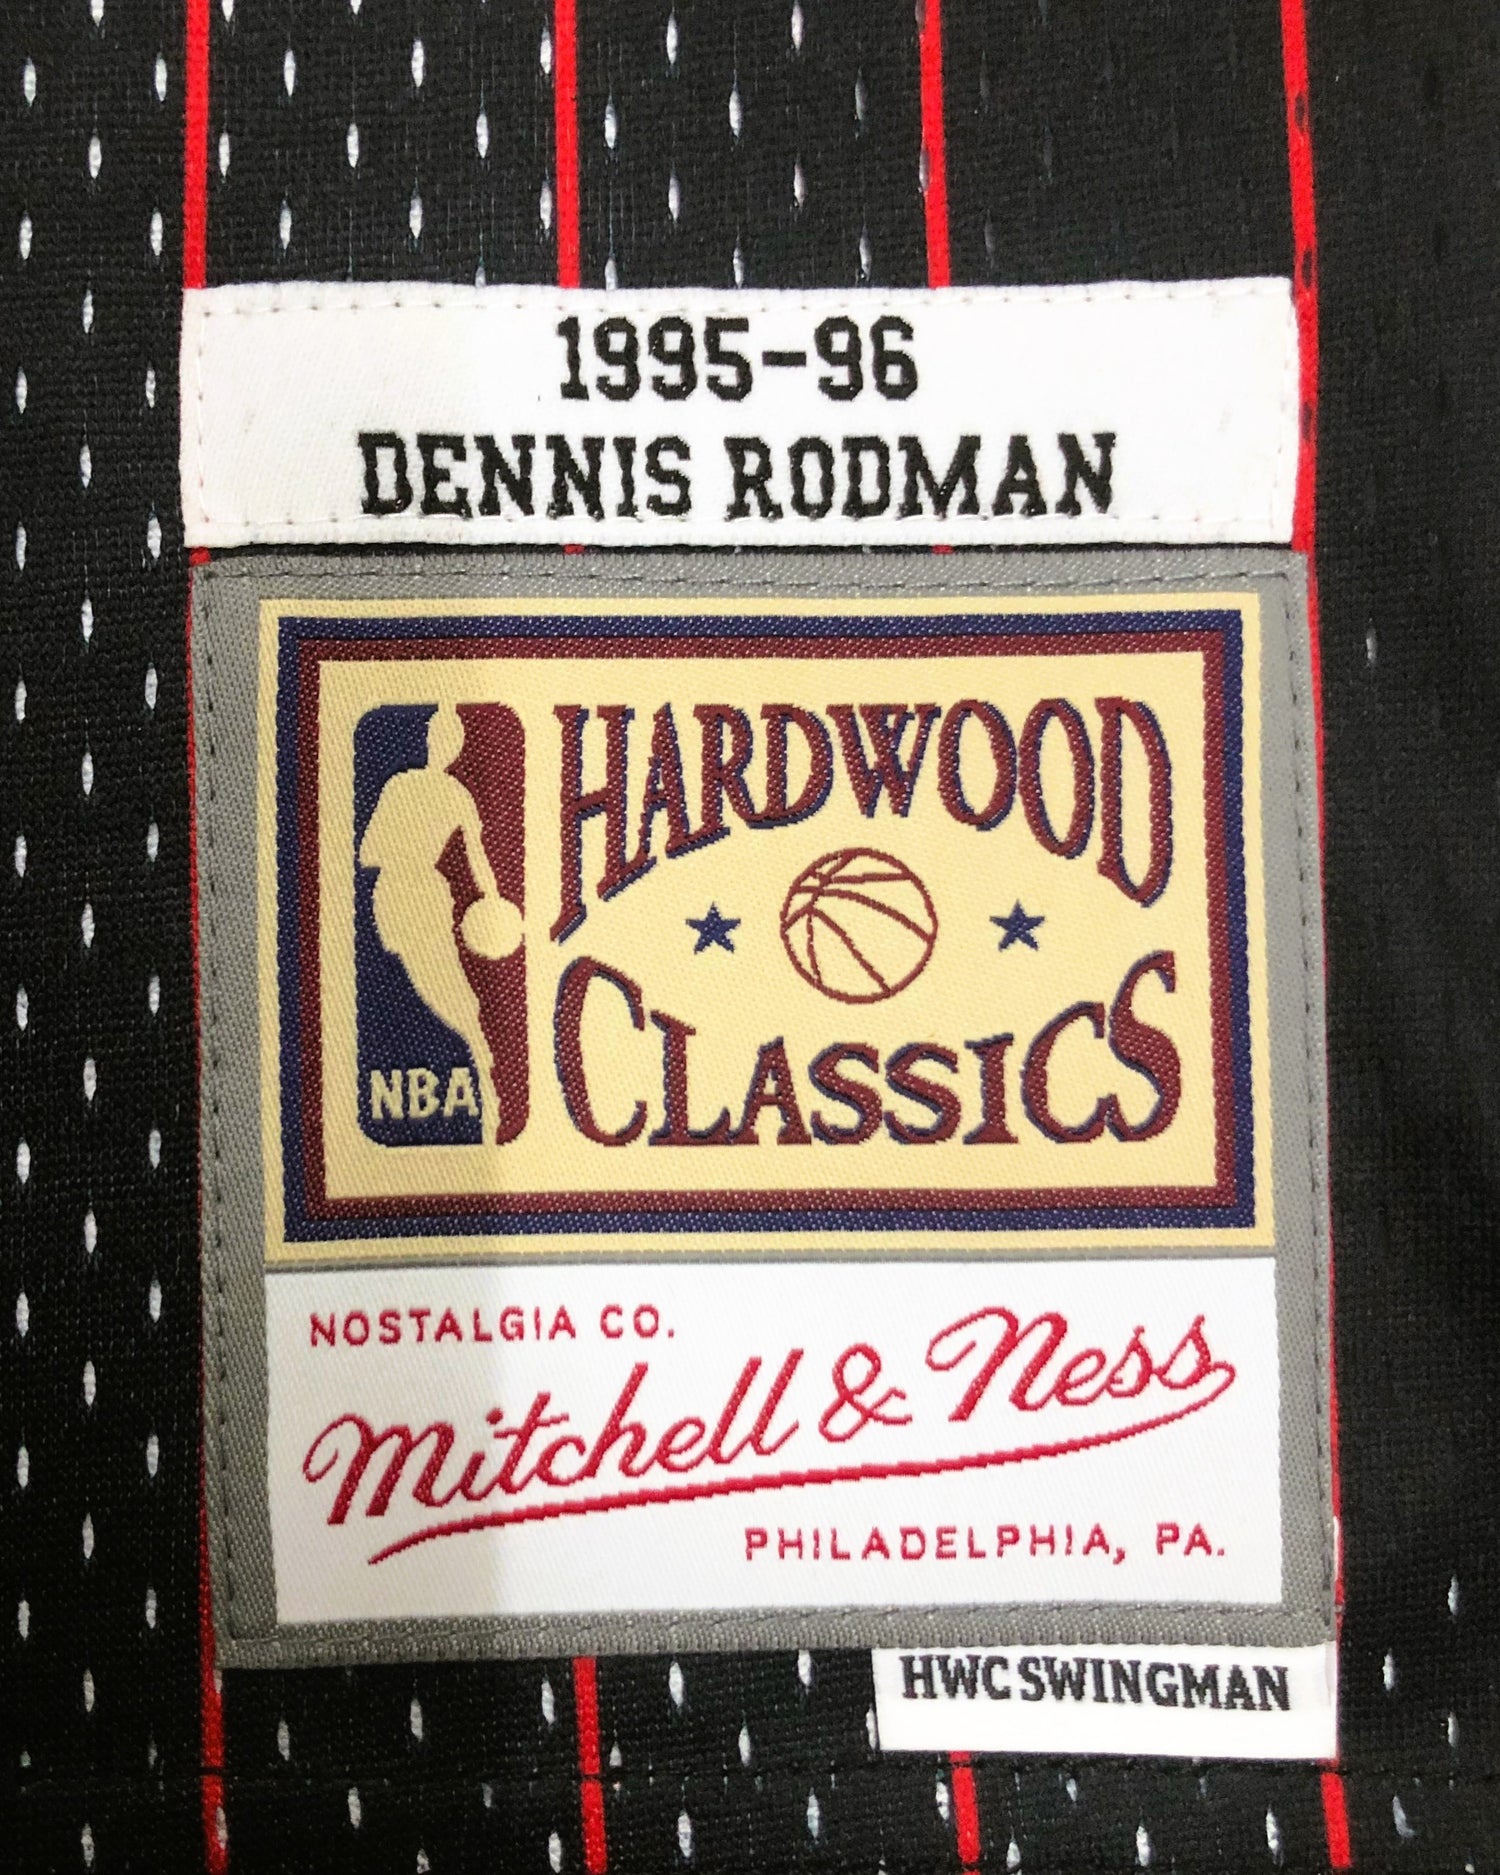 1995-96
DENNIS RODMAN
HARDWOOD
CLASSICS
NBA
NOSTALGIA CO.
Mitchell & Ness
PHILADELPHIA, PA.
HWC SWINGMAN